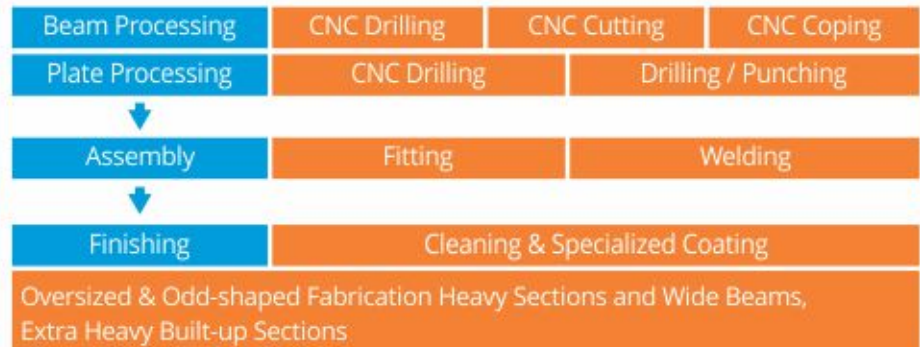 Beam Processing CNC Drilling CNC Cutting CNC Coping
Plate Processing CNC Drilling Drilling / Punching
Assembly Fitting Welding
Finishing Cleaning & Specialized Coating
Oversized & Odd-shaped Fabrication Heavy Sections and Wide Beams,
Extra Heavy Built-up Sections